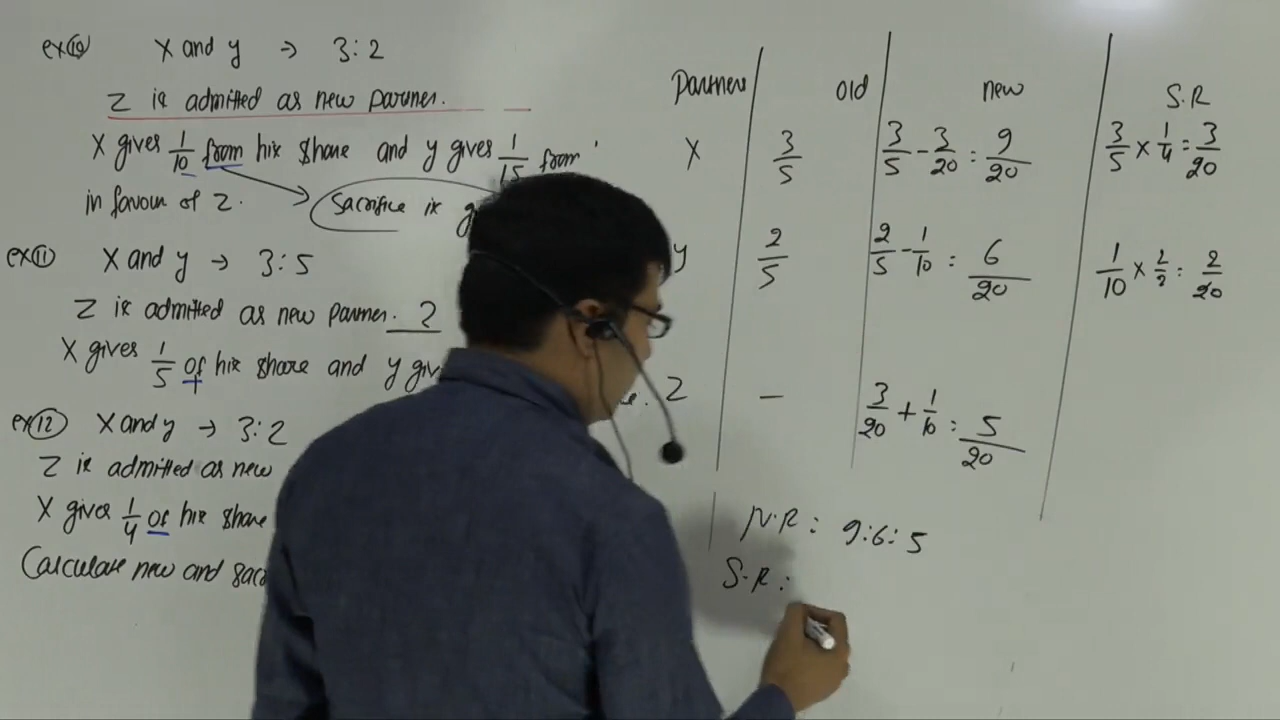 ex⑩ X and y → 3:2
Z is admitted as new Partner.
X gives 1/10 from his share and y gives 1/15 from
in favour of Z. → Sacrifice is
ex⑪ X and y → 3:5
Z is admitted as new Partner. 2
X gives 1/5 of his share and y
ex⑫ X and y → 3:2
Z is admitted as new
X gives 1/4 of his share
Calculate new and
Partners old new S.R
X 3/5 3/5 - 3/20 = 9/20 3/5 × 1/4 = 3/20
y 2/5 2/5 - 1/10 = 6/20 1/10 × 2/2 = 2/20
Z — 3/20 + 1/10 = 5/20
N.R : 9:6:5
S.R :